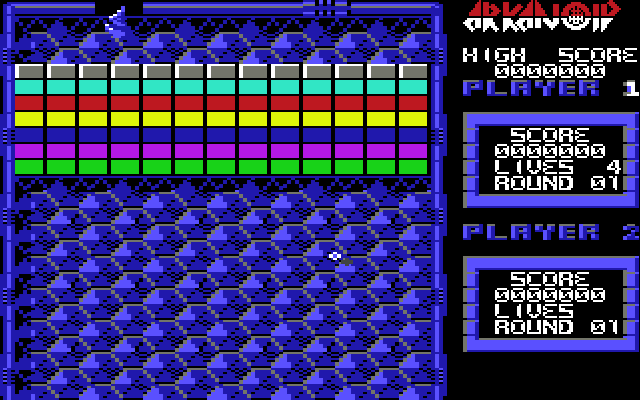 ARKANOID
HIGH SCORE
0000000
PLAYER 1
SCORE
0000000
LIVES 4
ROUND 01
PLAYER 2
SCORE
0000000
LIVES
ROUND 01